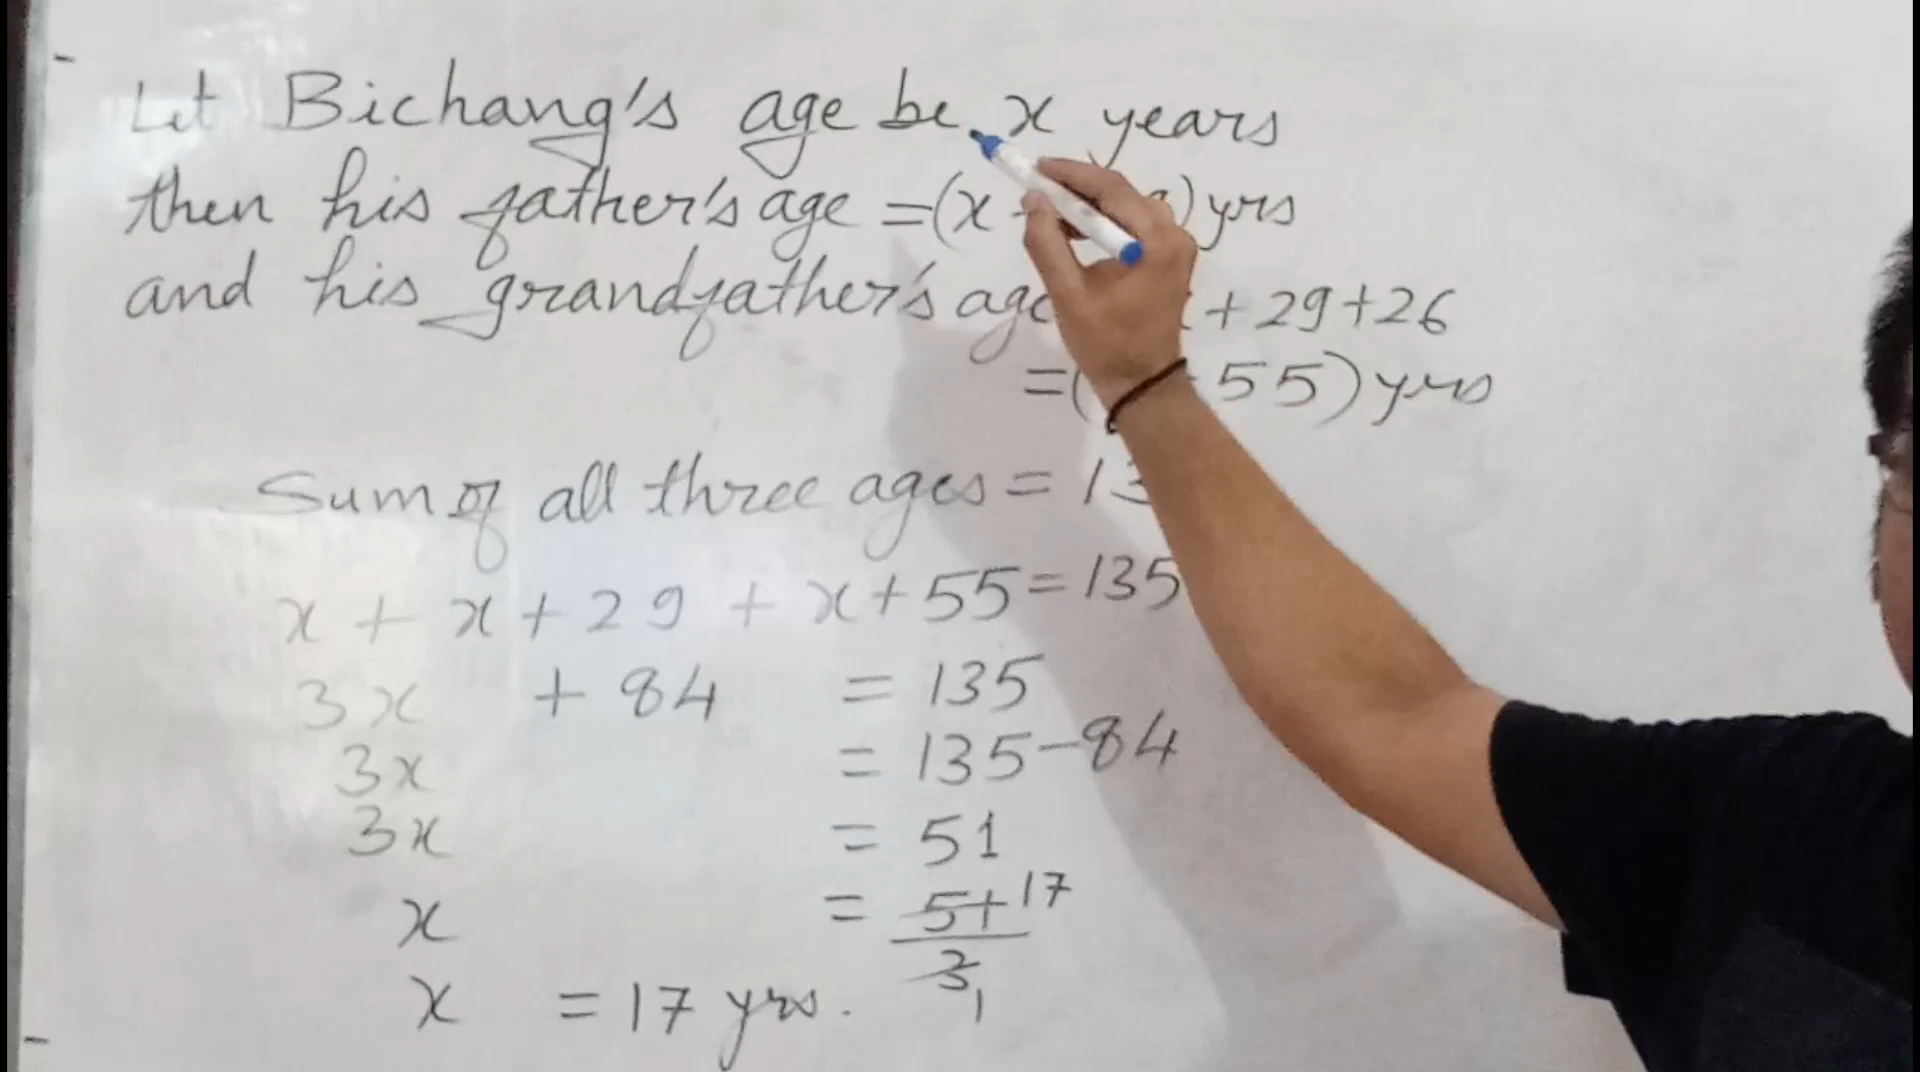 Let Bichang's age be x years
then his father's age = (x ) yrs
and his grandfather's age + 29 + 26
= ( 55) yrs
Sum of all three ages = 13
x + x + 29 + x + 55 = 135
3x + 84 = 135
3x = 135 - 84
3x = 51
x = 51/3 17 1
x = 17 yrs.